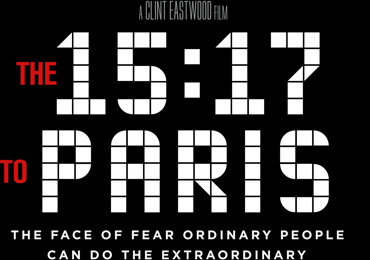 A CLINT EASTWOOD FILM
THE 15:17
TO PARIS
THE FACE OF FEAR ORDINARY PEOPLE
CAN DO THE EXTRAORDINARY